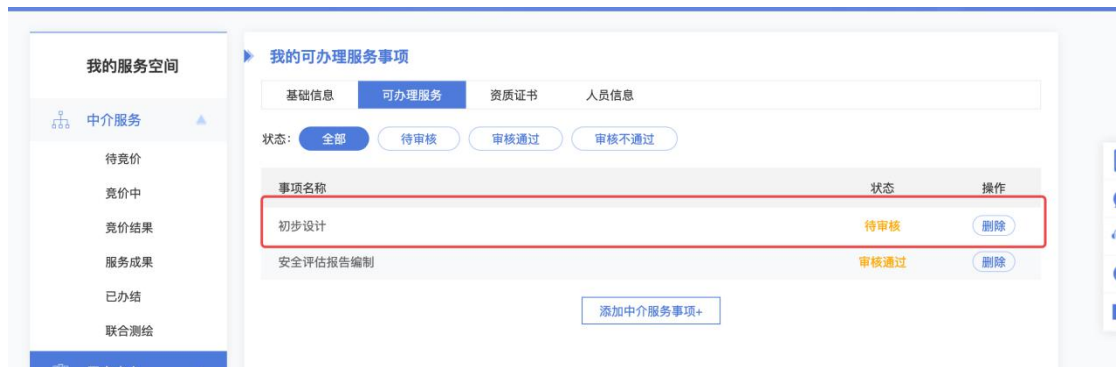 我的服务空间
中介服务
待竞价
竞价中
竞价结果
服务成果
已办结
联合测绘
我的可办理服务事项
基础信息 可办理服务 资质证书 人员信息
状态: 全部 待审核 审核通过 审核不通过
事项名称 状态 操作
初步设计 待审核 删除
安全评估报告编制 审核通过 删除
添加中介服务事项+